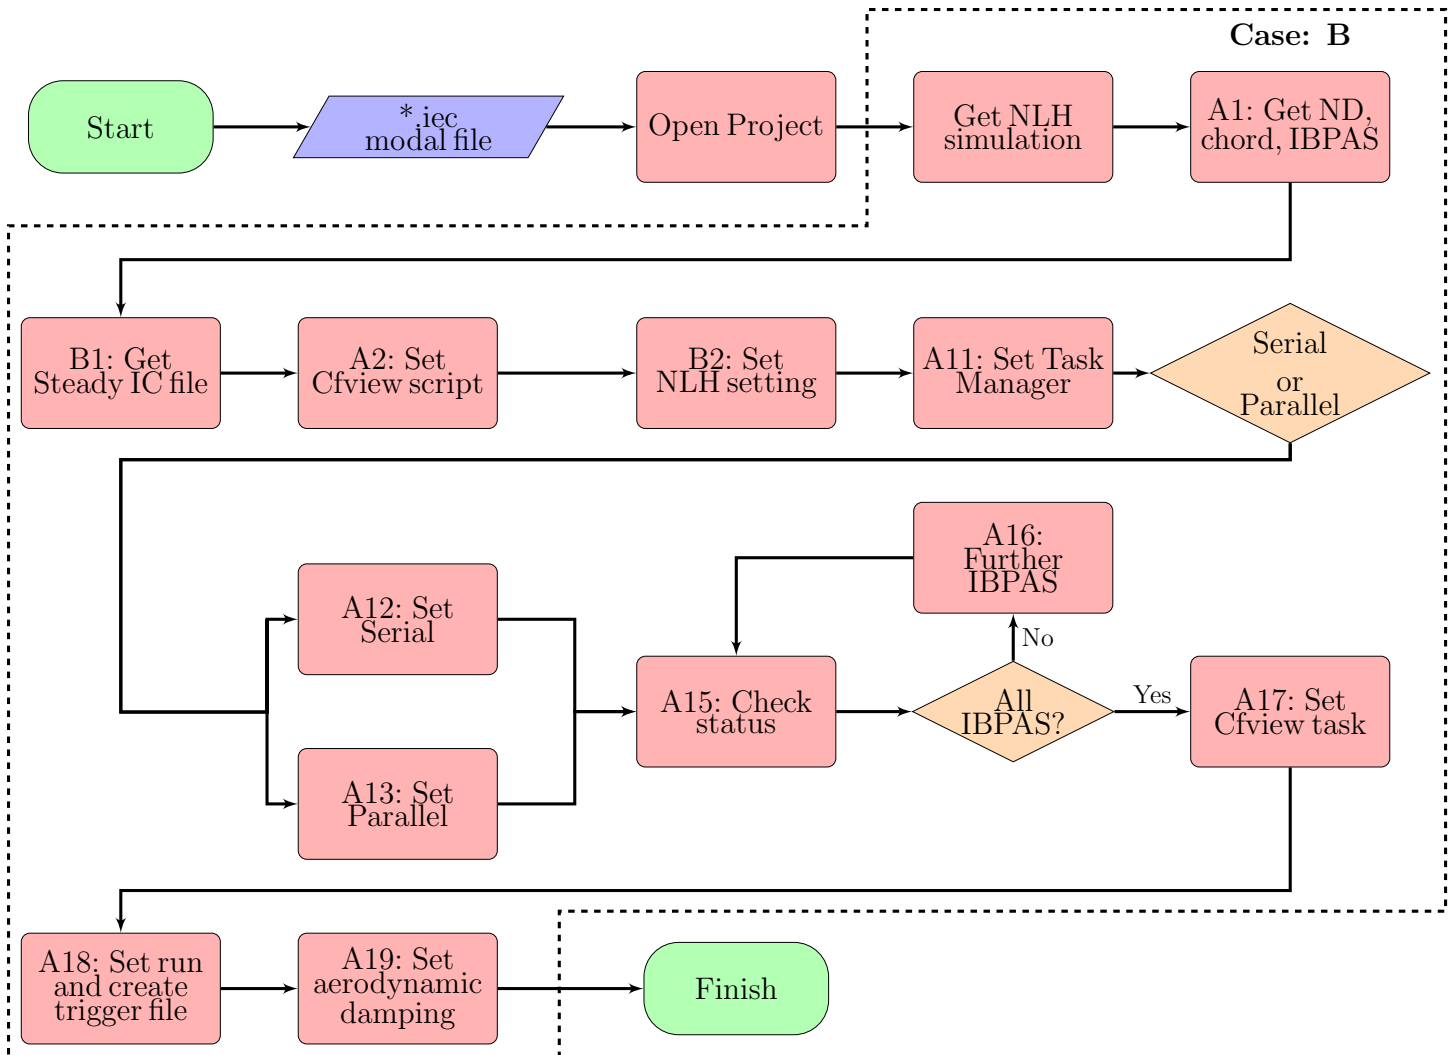 Case: B
Start
*.iec
modal file
Open Project
Get NLH
simulation
A1: Get ND,
chord, IBPAS
B1: Get
Steady IC file
A2: Set
Cfview script
B2: Set
NLH setting
A11: Set Task
Manager
Serial
or
Parallel
A12: Set
Serial
A13: Set
Parallel
A15: Check
status
A16:
Further
IBPAS
No
All
IBPAS?
Yes
A17: Set
Cfview task
A18: Set run
and create
trigger file
A19: Set
aerodynamic
damping
Finish